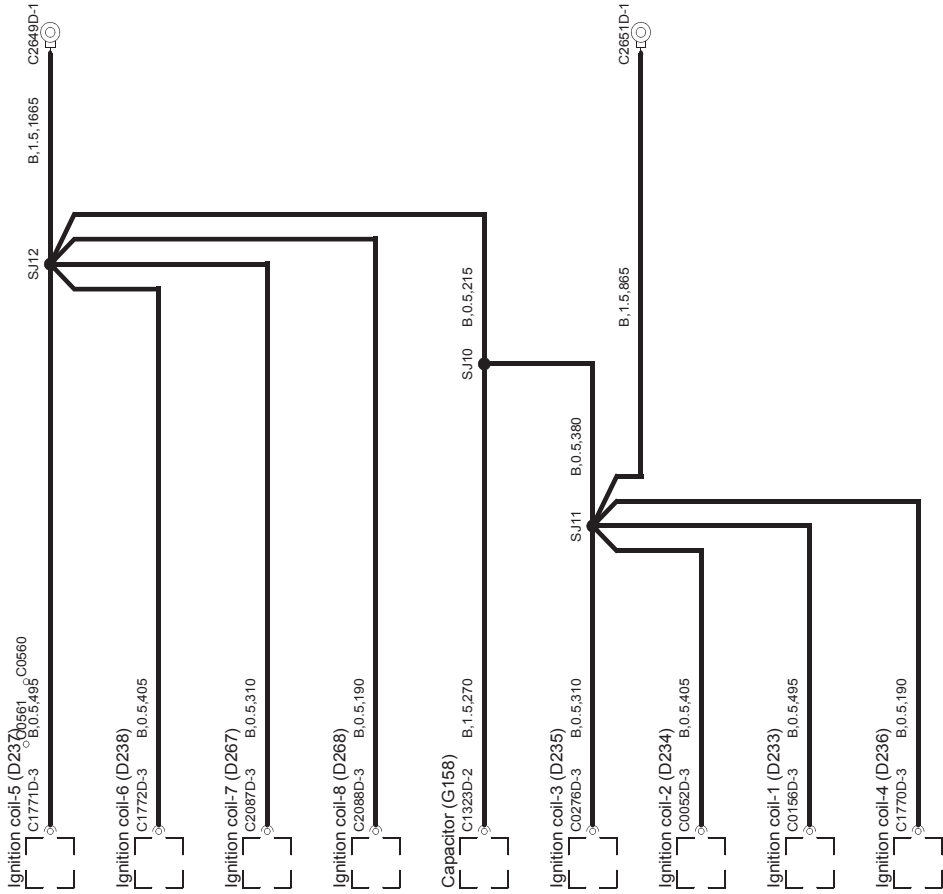 C2649D-1
C2651D-1
B,1.5,1665
SJ12
B,0.5,215
B,1.5,865
SJ10
B,0.5,380
SJ11
Ignition coil-5 (D237)
C1771D-3
B,0.5,495
C0561
C0560
Ignition coil-6 (D238)
C1772D-3
B,0.5,405
Ignition coil-7 (D267)
C2087D-3
B,0.5,310
Ignition coil-8 (D268)
C2088D-3
B,0.5,190
Capacitor (G158)
C1323D-2
B,1.5,270
Ignition coil-3 (D235)
C0276D-3
B,0.5,310
Ignition coil-2 (D234)
C0052D-3
B,0.5,405
Ignition coil-1 (D233)
C0156D-3
B,0.5,495
Ignition coil-4 (D236)
C1770D-3
B,0.5,190